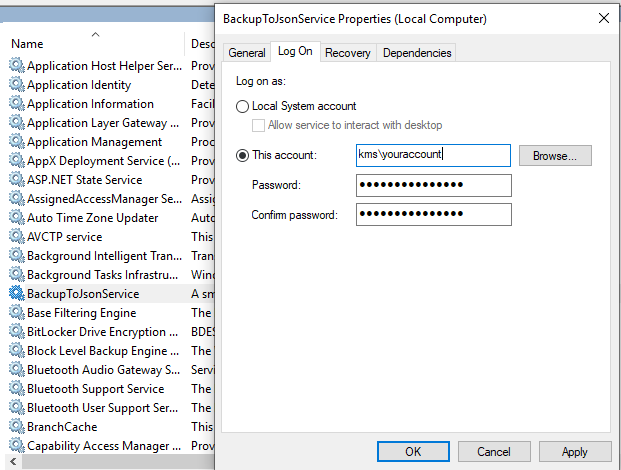 BackupToJsonService Properties (Local Computer)
General Log On Recovery Dependencies
Log on as:
Local System account
Allow service to interact with desktop
This account: kms\youraccount Browse...
Password: ●●●●●●●●●●●●●●●
Confirm password: ●●●●●●●●●●●●●●●
OK Cancel Apply
Name Desc
Application Host Helper Ser... Prov
Application Identity Dete
Application Information Facil
Application Layer Gateway ... Prov
Application Management Proc
AppX Deployment Service (... Prov
ASP.NET State Service Prov
AssignedAccessManager Se... Assi
Auto Time Zone Updater Auto
AVCTP service This
Background Intelligent Tran... Tran
Background Tasks Infrastru... Wind
BackupToJsonService A sm
Base Filtering Engine The
BitLocker Drive Encryption ... BDES
Block Level Backup Engine ... The
Bluetooth Audio Gateway S... Servi
Bluetooth Support Service The
Bluetooth User Support Ser... The
BranchCache This
Capability Access Manager ... Prov